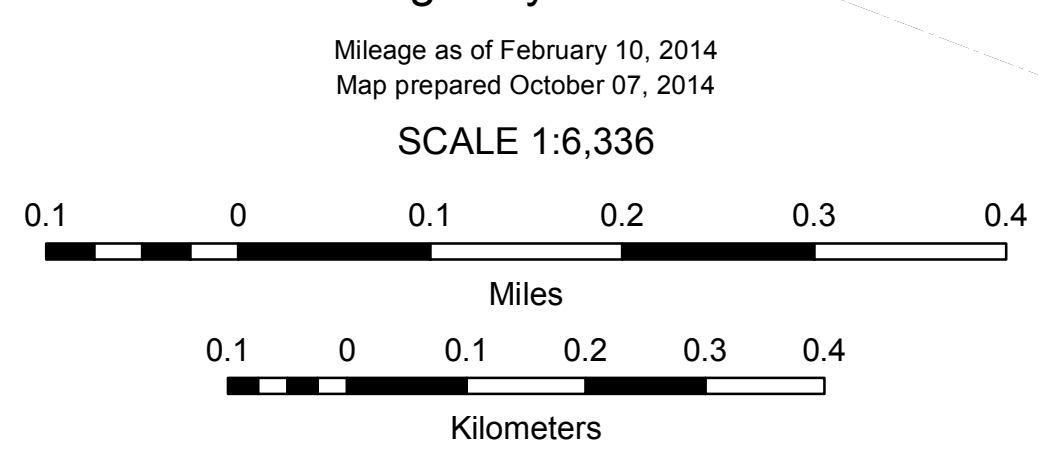 Mileage as of February 10, 2014
Map prepared October 07, 2014
SCALE 1:6,336
0.1 0 0.1 0.2 0.3 0.4
Miles
0.1 0 0.1 0.2 0.3 0.4
Kilometers